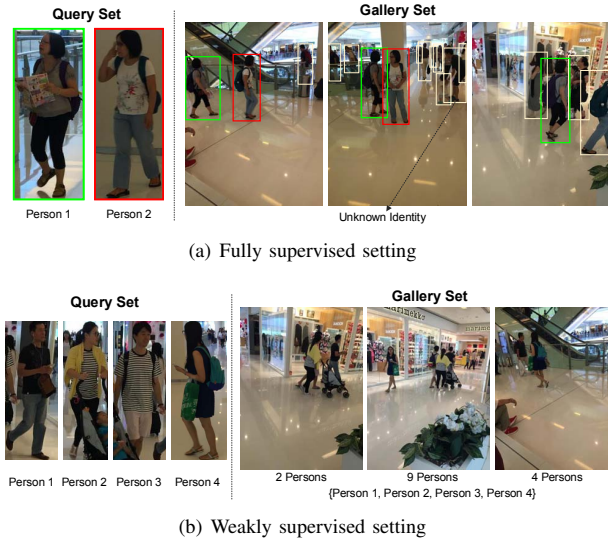 Query Set
Gallery Set
Person 1
Person 2
Unknown Identity
(a) Fully supervised setting
Query Set
Gallery Set
marimekko
Person 1
Person 2
Person 3
Person 4
2 Persons
9 Persons
4 Persons
{Person 1, Person 2, Person 3, Person 4}
(b) Weakly supervised setting